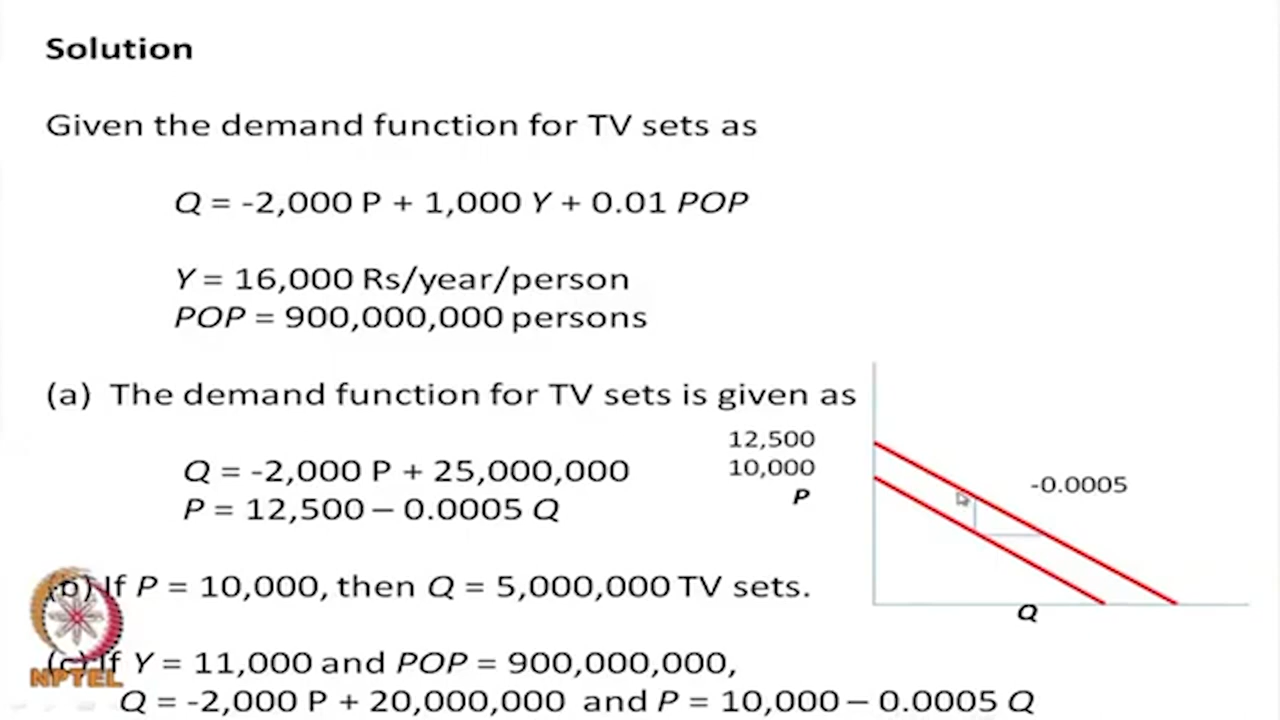 Solution
Given the demand function for TV sets as
Q = -2,000 P + 1,000 Y + 0.01 POP
Y = 16,000 Rs/year/person
POP = 900,000,000 persons
(a) The demand function for TV sets is given as
Q = -2,000 P + 25,000,000
P = 12,500 – 0.0005 Q
12,500
10,000
P
-0.0005
Q
(b) If P = 10,000, then Q = 5,000,000 TV sets.
(c) If Y = 11,000 and POP = 900,000,000,
Q = -2,000 P + 20,000,000 and P = 10,000 – 0.0005 Q
NPTEL